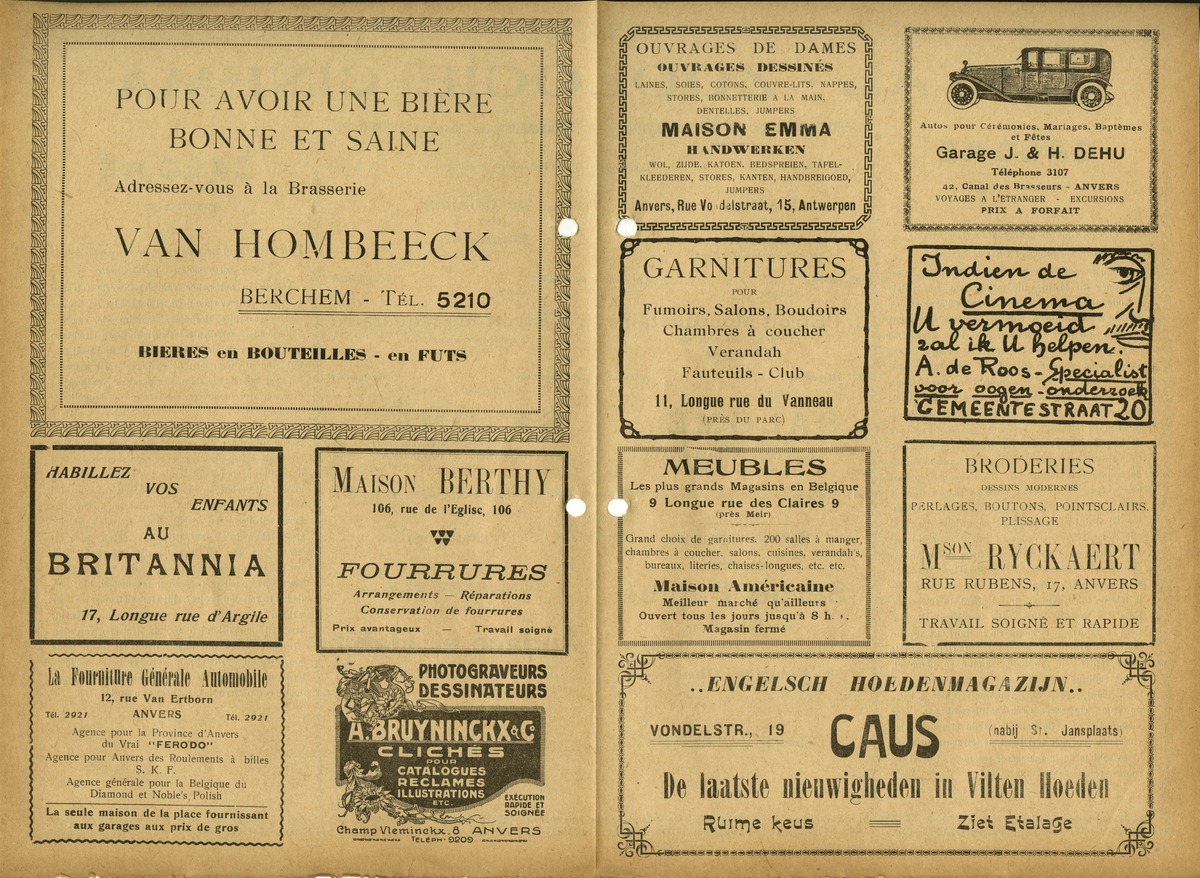 POUR AVOIR UNE BIÈRE
BONNE ET SAINE
Adressez-vous à la Brasserie
VAN HOMBEECK
BERCHEM - TÉL. 5210
BIERES en BOUTEILLES - en FUTS
HABILLEZ
VOS
ENFANTS
AU
BRITANNIA
17, Longue rue d'Argile
MAISON BERTHY
106, rue de l'Eglise, 106
FOURRURES
Arrangements — Réparations
Conservation de fourrures
Prix avantageux — Travail soigné
La Fourniture Générale Automobile
12, rue Van Ertborn
Tél. 2921 ANVERS Tél. 2921
Agence pour la Province d'Anvers
du Vrai "FERODO"
Agence pour Anvers des Roulements à billes
S. K. F.
Agence générale pour la Belgique du
Diamond et Noble's Polish
La seule maison de la place fournissant
aux garages aux prix de gros
PHOTOGRAVEURS
DESSINATEURS
A. BRUYNINCKX & Co
CLICHÉS
POUR
CATALOGUES
RECLAMES
ILLUSTRATIONS
ETC.
EXÉCUTION
RAPIDE ET
SOIGNÉE
Champ Vleminckx, 8 ANVERS
TELÉPH· 9209
OUVRAGES DE DAMES
OUVRAGES DESSINÉS
LAINES, SOIES, COTONS, COUVRE-LITS, NAPPES,
STORES, BONNETTERIE A LA MAIN,
DENTELLES, JUMPERS
MAISON EMMA
HANDWERKEN
WOL, ZIJDE, KATOEN, BEDSPREIEN, TAFEL-
KLEEDEREN, STORES, KANTEN, HANDBREIGOED,
JUMPERS
Anvers, Rue Vo delstraat, 15, Antwerpen
Autos pour Cérémonies, Mariages, Baptêmes
et Fêtes
Garage J. & H. DEHU
Téléphone 3107
42, Canal des Brasseurs - ANVERS
VOYAGES A L'ÉTRANGER - EXCURSIONS
PRIX A FORFAIT
GARNITURES
POUR
Fumoirs, Salons, Boudoirs
Chambres à coucher
Verandah
Fauteuils - Club
11, Longue rue du Vanneau
(PRÈS DU PARC)
Indien de
Cinema
U vermoeid
zal ik U helpen.
A. de Roos - Specialist
voor oogen - onderzoek
GEMEENTESTRAAT 20
MEUBLES
Les plus grands Magasins en Belgique
9 Longue rue des Claires 9
(près Meir)
Grand choix de garnitures, 200 salles à manger,
chambres à coucher, salons, cuisines, verandah's,
bureaux, literies, chaises-longues, etc. etc.
Maison Américaine
Meilleur marché qu'ailleurs
Ouvert tous les jours jusqu'à 8 h.
Magasin fermé
BRODERIES
DESSINS MODERNES
PERLAGES, BOUTONS, POINTSCLAIRS,
PLISSAGE
MSON RYCKAERT
RUE RUBENS, 17, ANVERS
TRAVAIL SOIGNÉ ET RAPIDE
..ENGELSCH HOEDENMAGAZIJN..
VONDELSTR., 19 CAUS (nabij St. Jansplaats)
De laatste nieuwigheden in Vilten Hoeden
Ruime keus Ziet Etalage